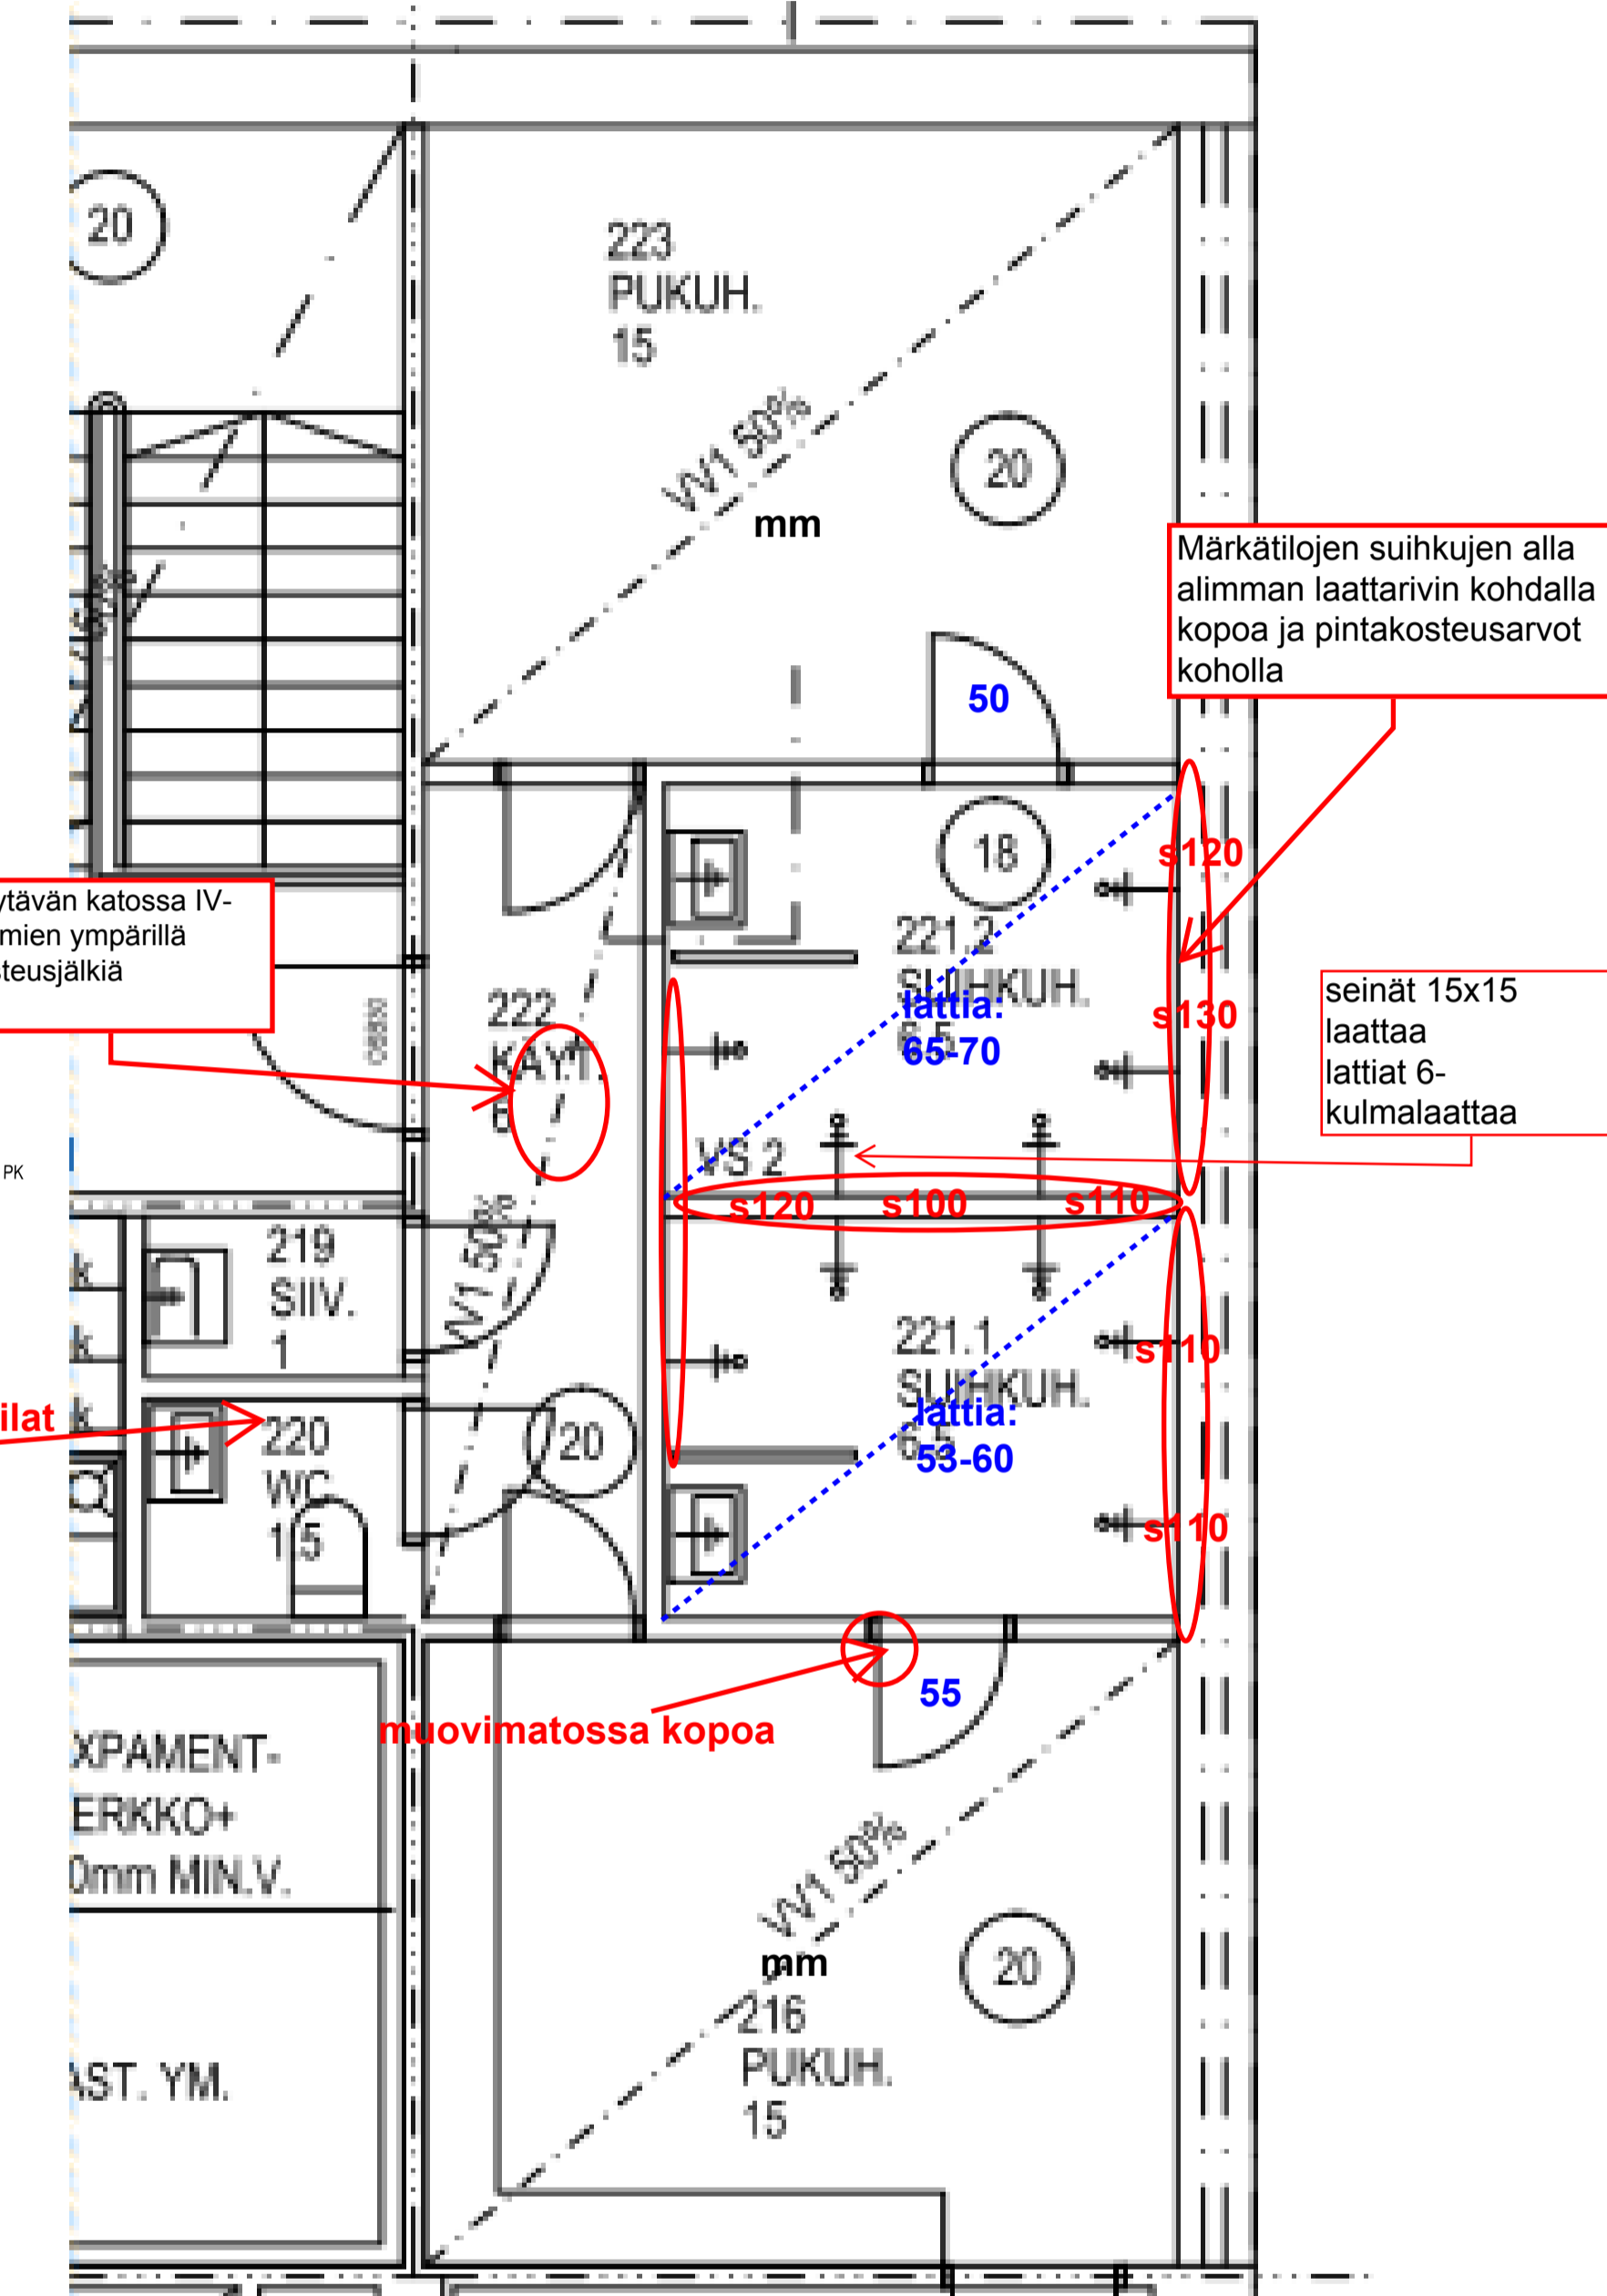 20
223
PUKUH.
15
VV1 50%
20
mm
Märkätilojen suihkujen alla
alimman laattarivin kohdalla
kopoa ja pintakosteusarvot
koholla
50
18
s120
ytävän katossa IV-
mien ympärillä
steusjälkiä
221.2
SUIHKUH.
lattia:
65-70
s130
seinät 15x15
laattaa
lattiat 6-
kulmalaattaa
222
KÄYT.
6
PK
VS 2
s120
s100
s110
219
SIIV.
1
VV1 50%
221.1
SUIHKUH.
6.5
lattia:
53-60
s110
ilat
220
WC
1.5
20
s110
55
muovimatossa kopoa
XPAMENT-
ERKKO+
0mm MIN.V.
VV1 50%
mm
20
216
PUKUH.
15
AST. YM.